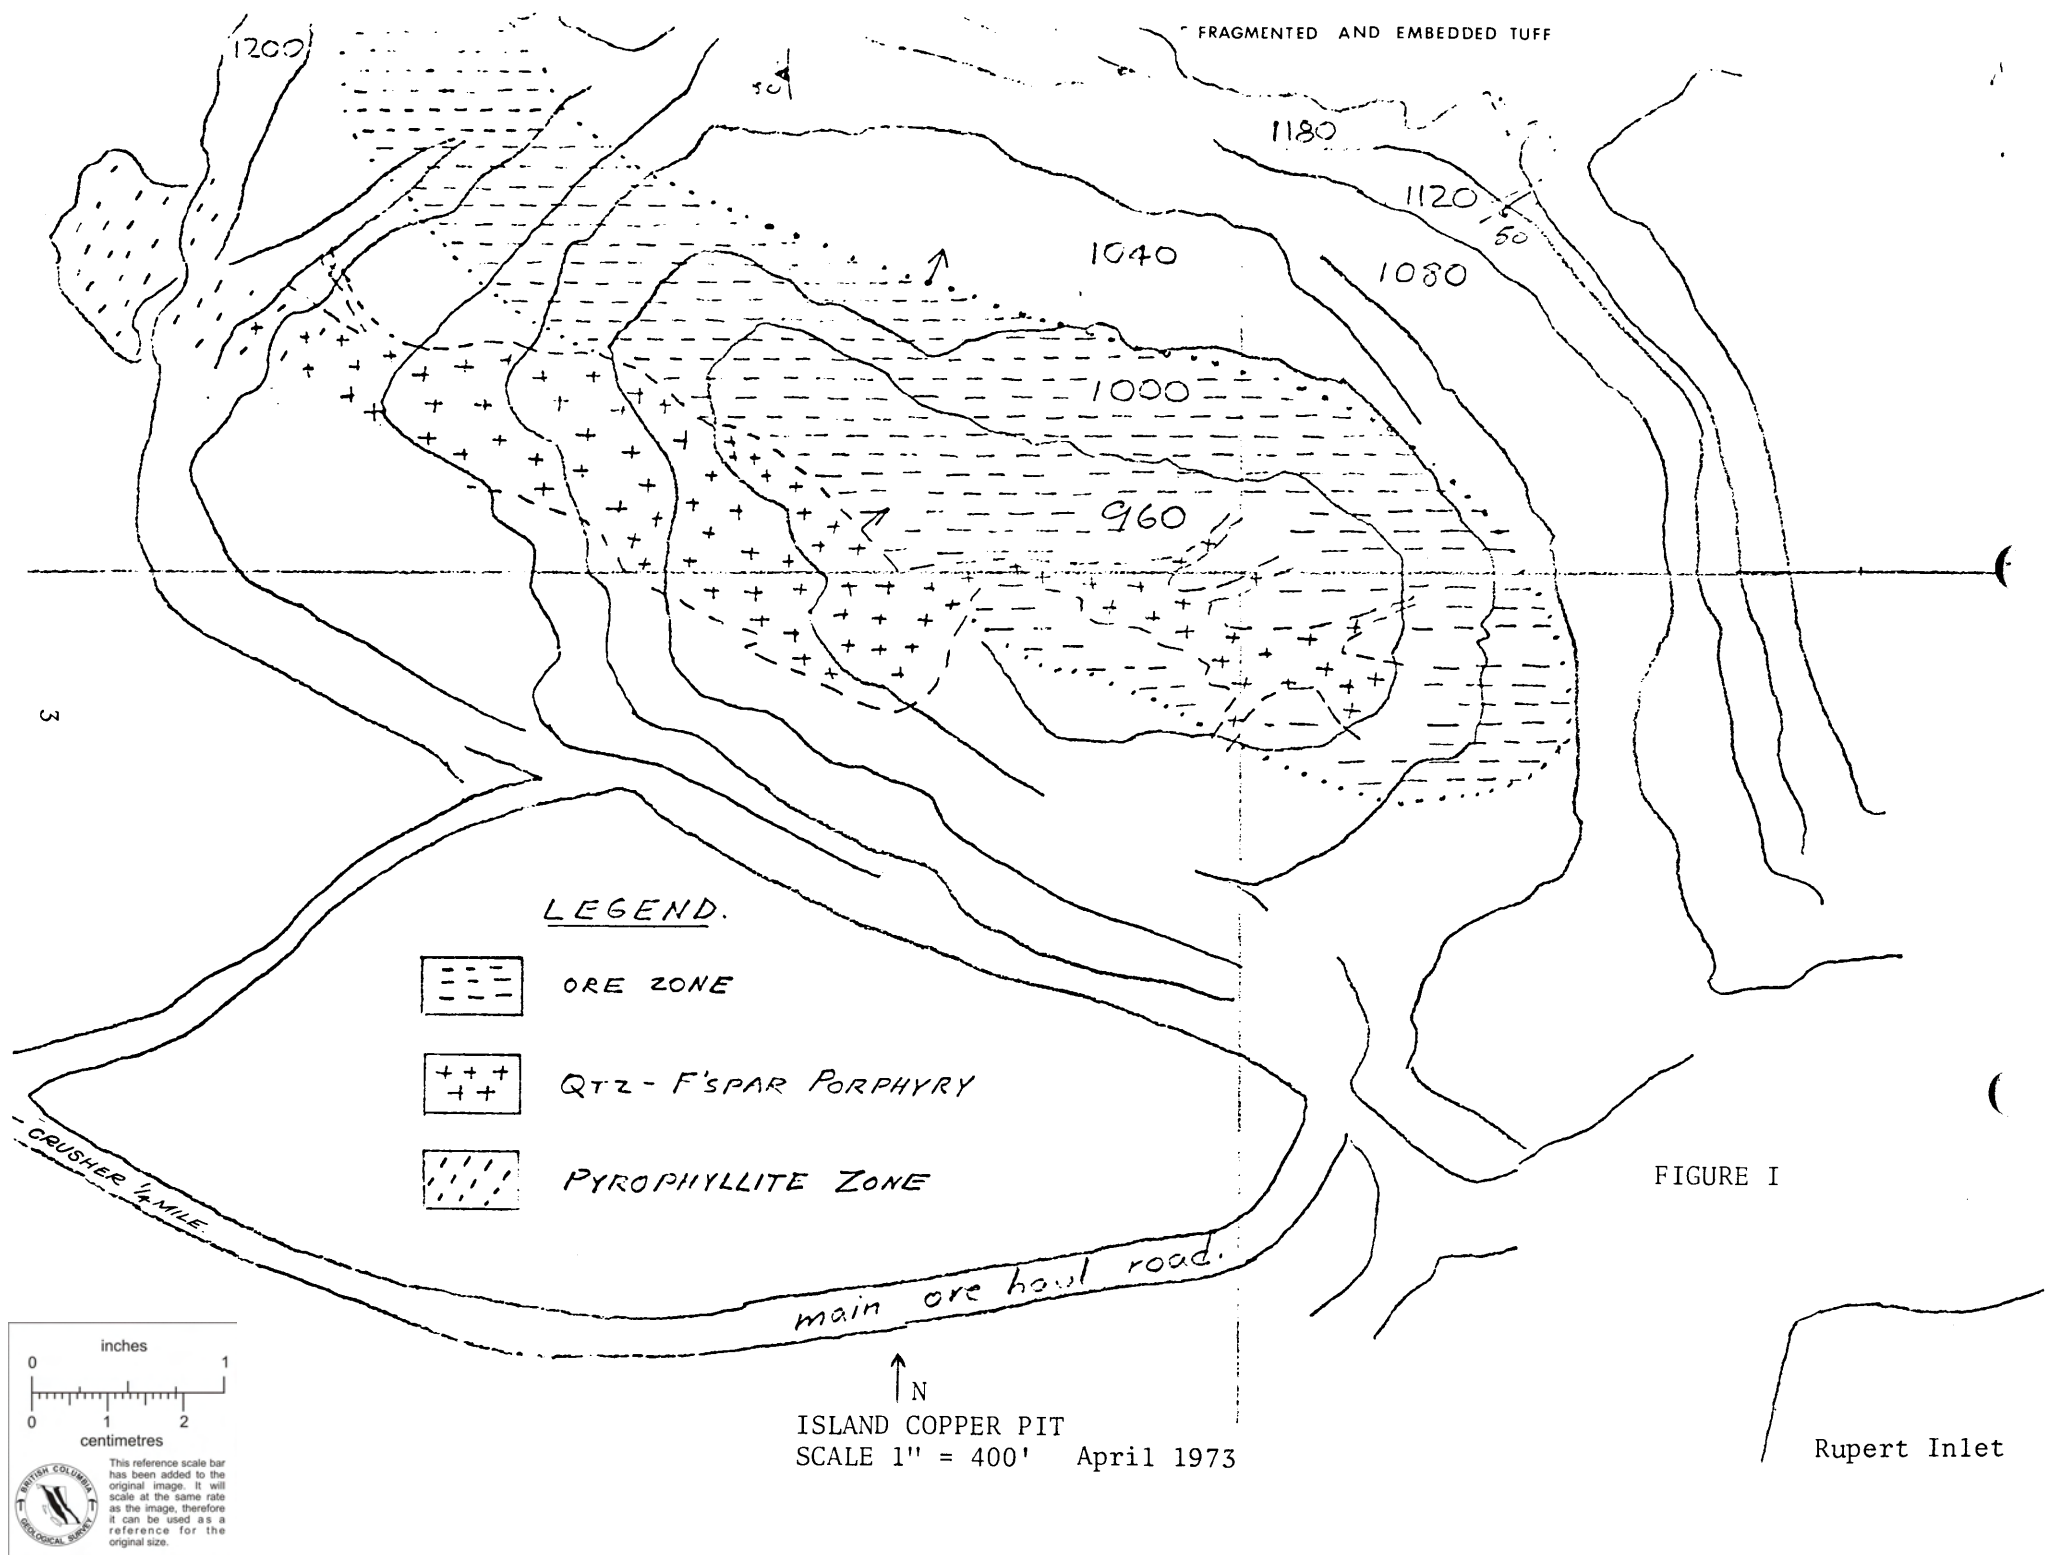 FRAGMENTED AND EMBEDDED TUFF
1200
50
1180
1120
50
1040
1080
1000
960
3
LEGEND.
ORE ZONE
QTZ - F'SPAR PORPHYRY
PYROPHYLLITE ZONE
CRUSHER 1/4 MILE.
main ore haul road.
FIGURE I
N
ISLAND COPPER PIT
SCALE 1" = 400' April 1973
Rupert Inlet
inches
0 1
0 1 2
centimetres
BRITISH COLUMBIA
GEOLOGICAL SURVEY
This reference scale bar
has been added to the
original image. It will
scale at the same rate
as the image, therefore
it can be used as a
reference for the
original size.